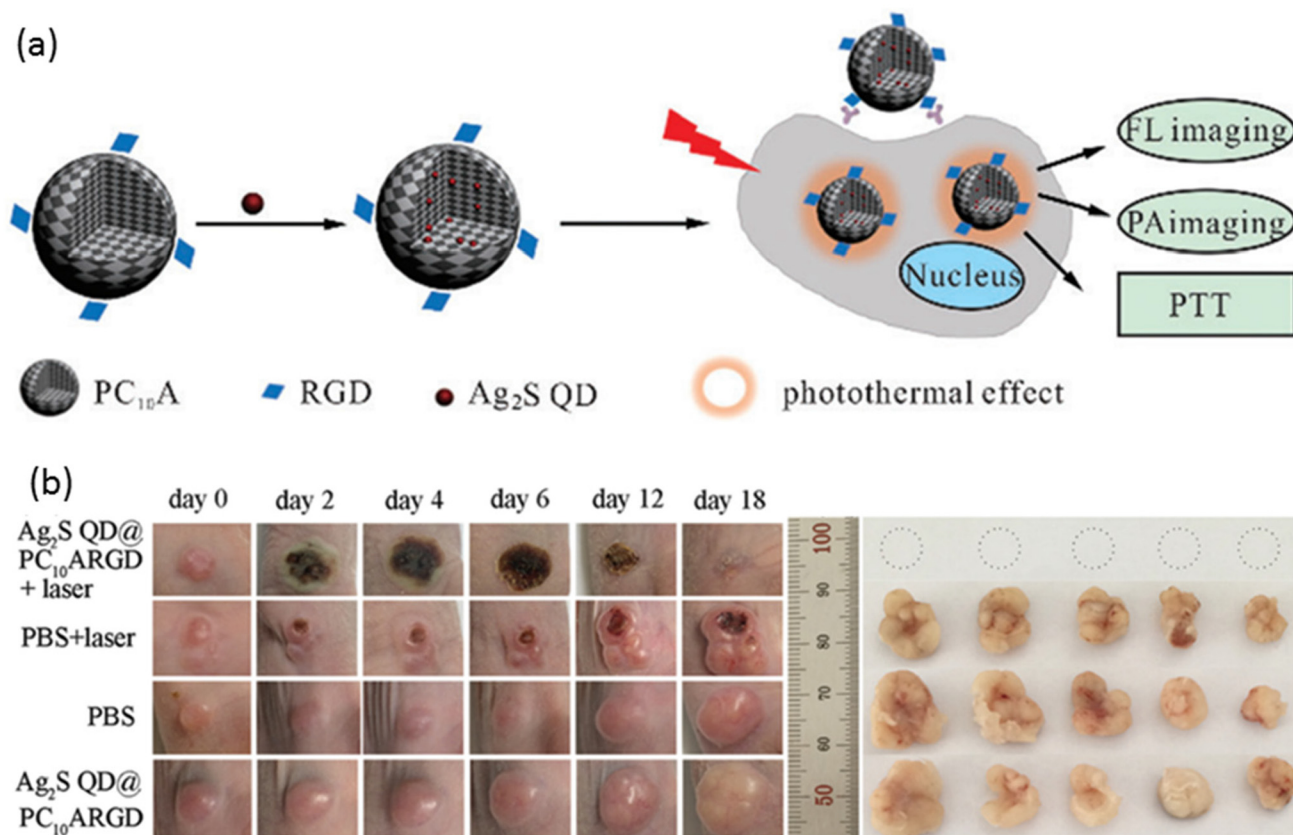 (a)
FL imaging
PA imaging
Nucleus
PTT
PC₁₀A
RGD
Ag₂S QD
photothermal effect
(b)
day 0
day 2
day 4
day 6
day 12
day 18
Ag₂S QD@
PC₁₀ARGD
+ laser
PBS+laser
PBS
Ag₂S QD@
PC₁₀ARGD
100
90
80
70
60
50